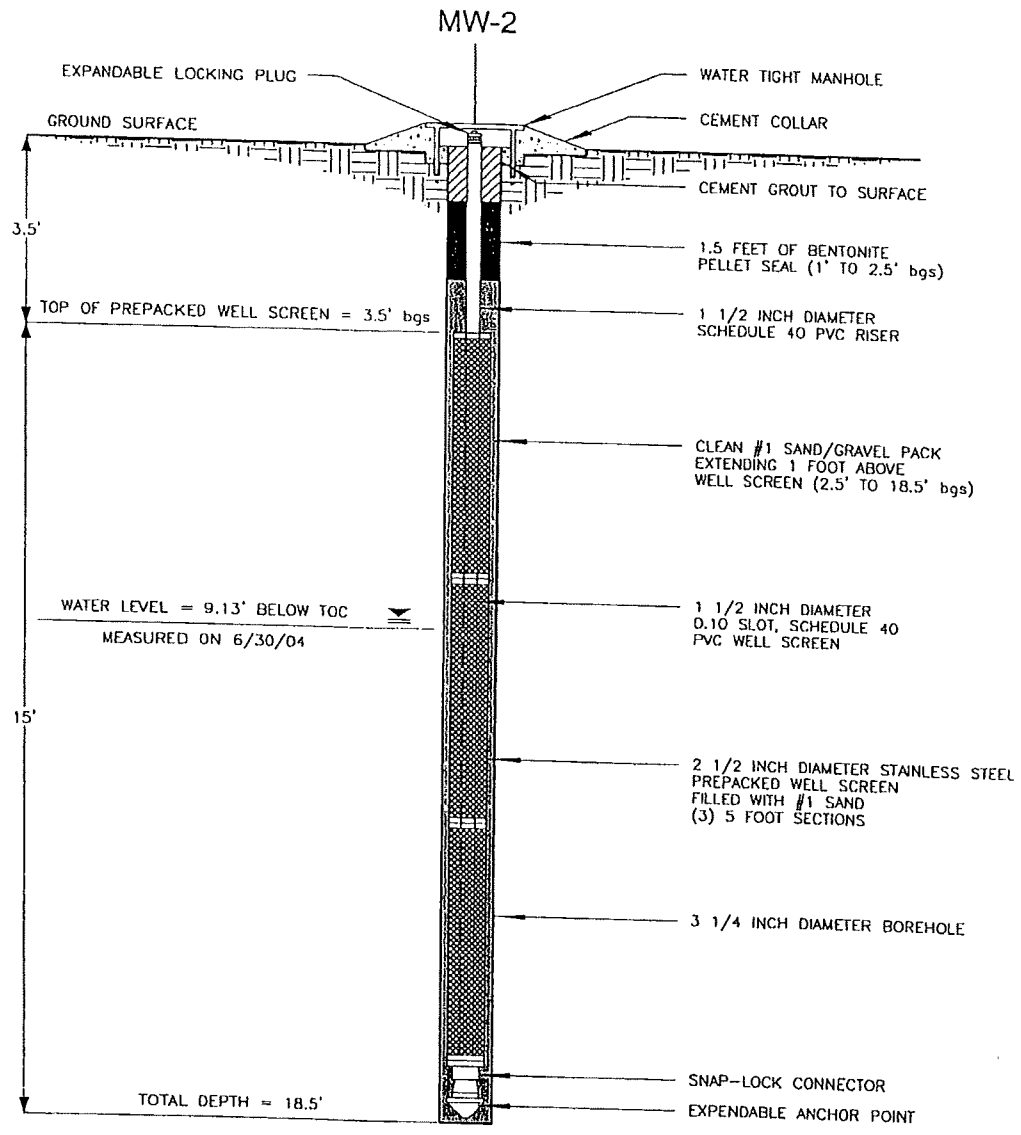 MW-2
EXPANDABLE LOCKING PLUG
WATER TIGHT MANHOLE
GROUND SURFACE
CEMENT COLLAR
CEMENT GROUT TO SURFACE
3.5'
1.5 FEET OF BENTONITE
PELLET SEAL (1' TO 2.5' bgs)
TOP OF PREPACKED WELL SCREEN = 3.5' bgs
1 1/2 INCH DIAMETER
SCHEDULE 40 PVC RISER
CLEAN #1 SAND/GRAVEL PACK
EXTENDING 1 FOOT ABOVE
WELL SCREEN (2.5' TO 18.5' bgs)
WATER LEVEL = 9.13' BELOW TOC
MEASURED ON 6/30/04
1 1/2 INCH DIAMETER
0.10 SLOT, SCHEDULE 40
PVC WELL SCREEN
15'
2 1/2 INCH DIAMETER STAINLESS STEEL
PREPACKED WELL SCREEN
FILLED WITH #1 SAND
(3) 5 FOOT SECTIONS
3 1/4 INCH DIAMETER BOREHOLE
SNAP-LOCK CONNECTOR
TOTAL DEPTH = 18.5'
EXPENDABLE ANCHOR POINT